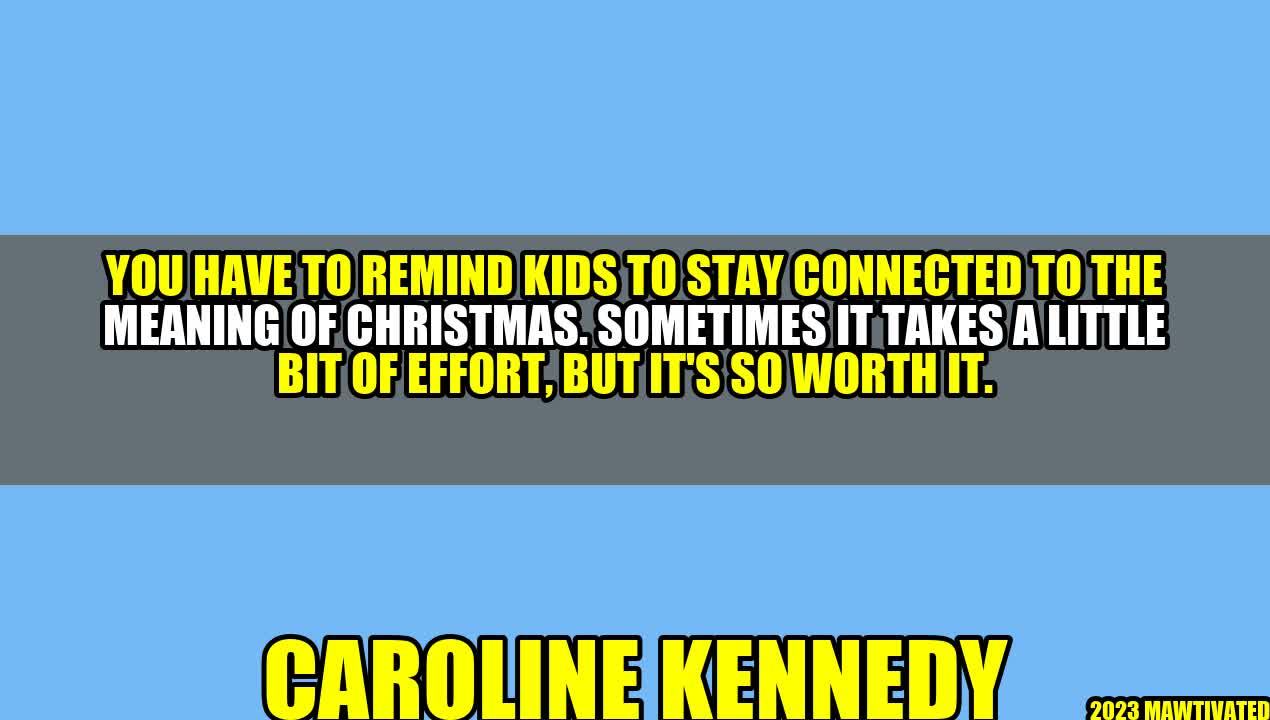 YOU HAVE TO REMIND KIDS TO STAY CONNECTED TO THE
MEANING OF CHRISTMAS. SOMETIMES IT TAKES A LITTLE
BIT OF EFFORT, BUT IT'S SO WORTH IT.
CAROLINE KENNEDY
2023 MAWTIVATED